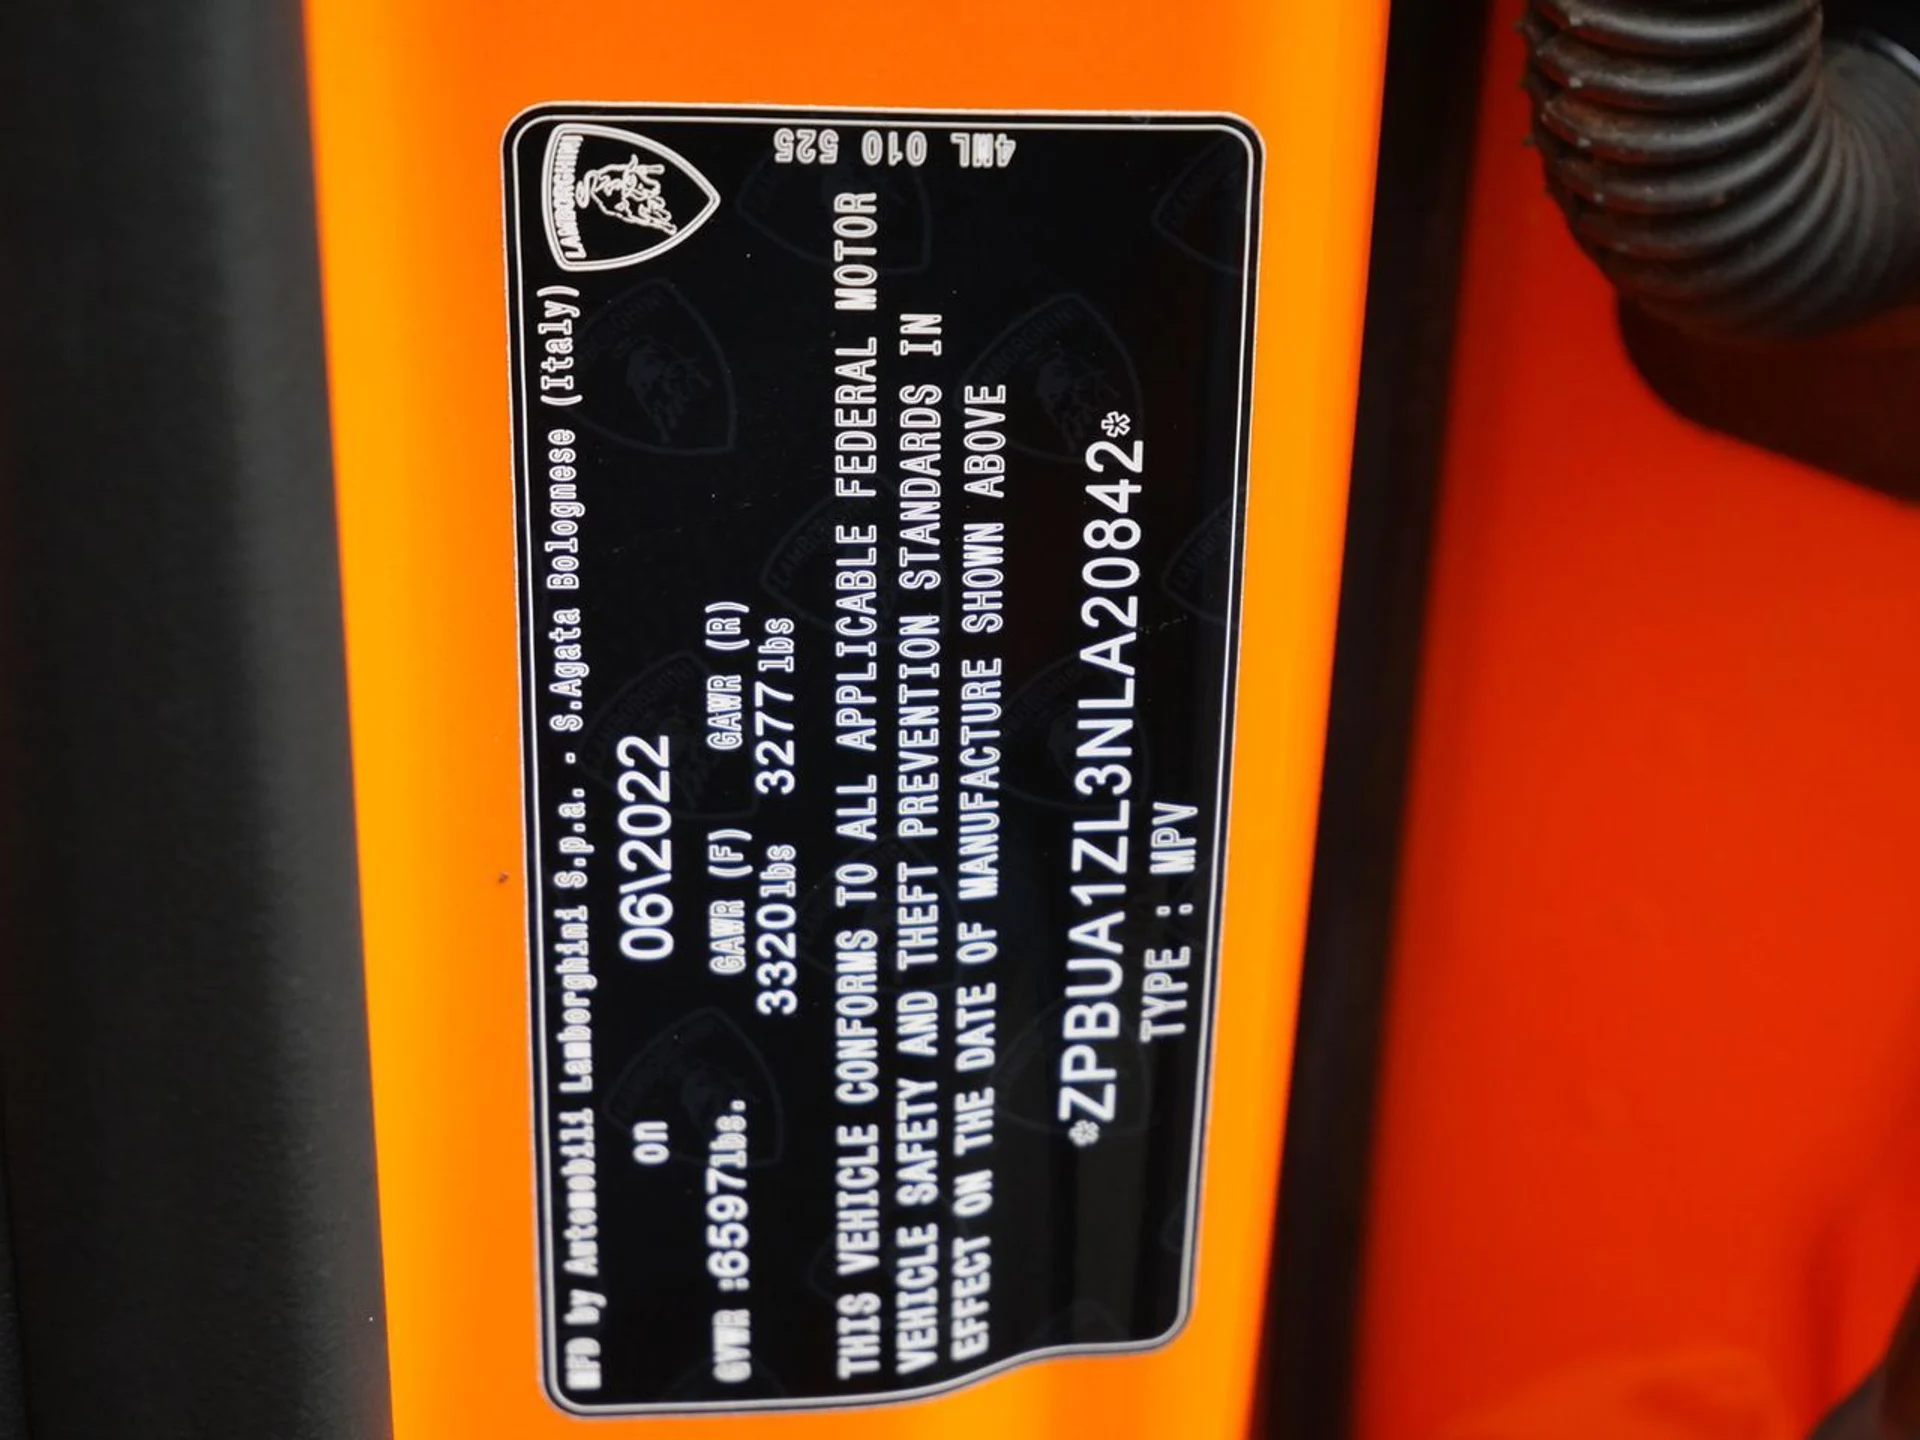 LAMBORGHINI
4ML 010 525
MFD by Automobili Lamborghini S.p.a. - S.Agata Bolognese (Italy)
on 06\2022
GAWR (F) GAWR (R)
GVWR :6597lbs. 3320lbs 3277lbs
THIS VEHICLE CONFORMS TO ALL APPLICABLE FEDERAL MOTOR
VEHICLE SAFETY AND THEFT PREVENTION STANDARDS IN
EFFECT ON THE DATE OF MANUFACTURE SHOWN ABOVE
*ZPBUA1ZL3NLA20842*
TYPE : MPV